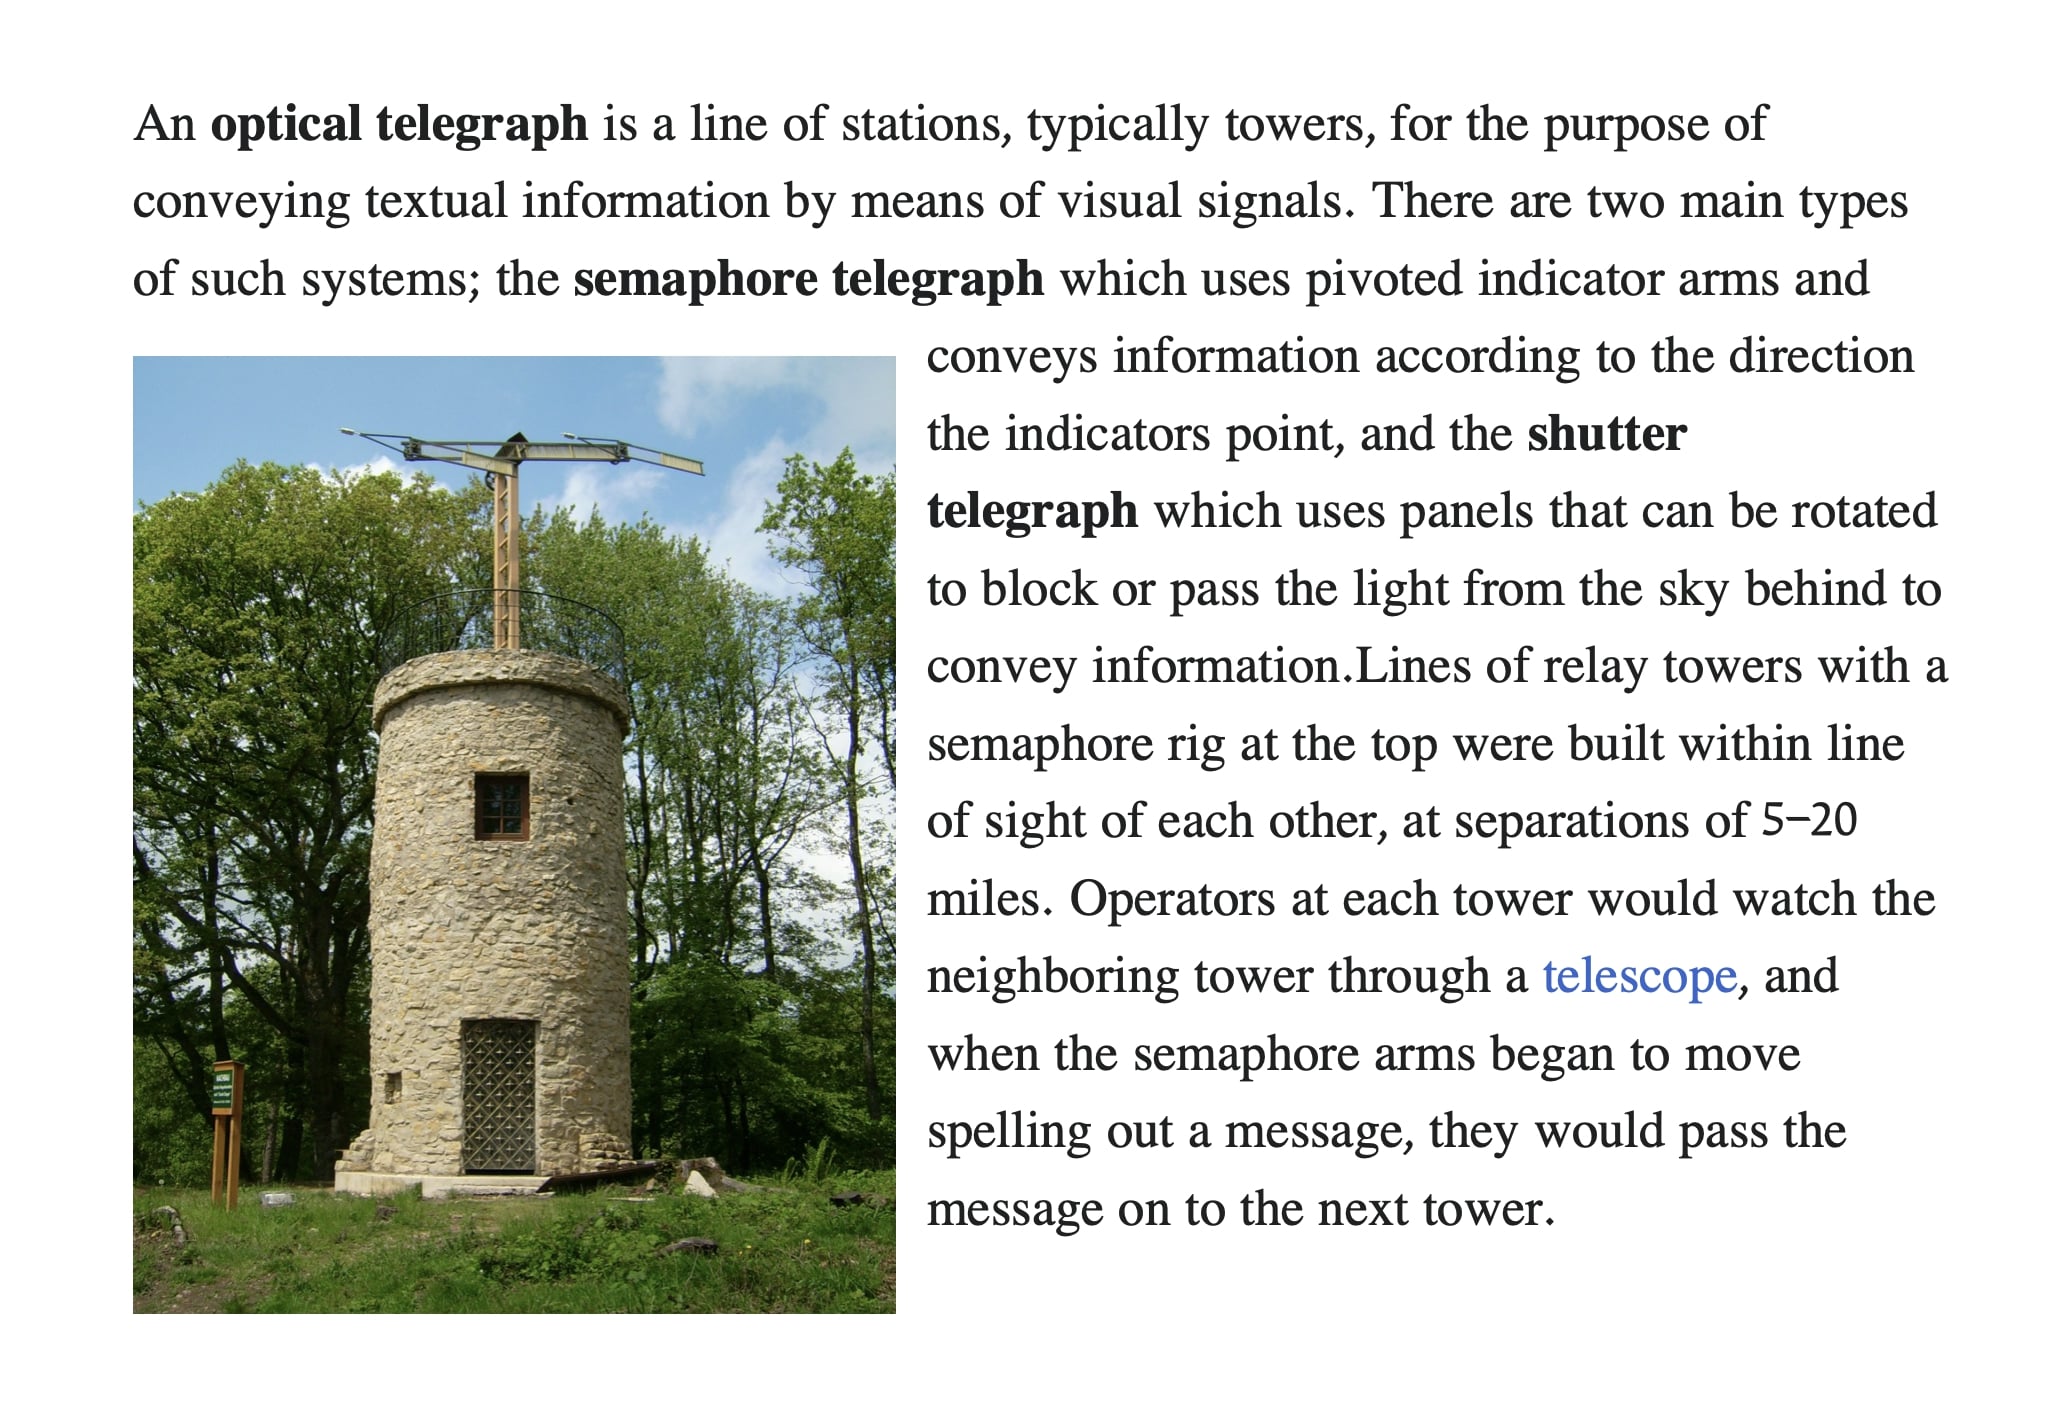 An optical telegraph is a line of stations, typically towers, for the purpose of
conveying textual information by means of visual signals. There are two main types
of such systems; the semaphore telegraph which uses pivoted indicator arms and
conveys information according to the direction
the indicators point, and the shutter
telegraph which uses panels that can be rotated
to block or pass the light from the sky behind to
convey information.Lines of relay towers with a
semaphore rig at the top were built within line
of sight of each other, at separations of 5–20
miles. Operators at each tower would watch the
neighboring tower through a telescope, and
when the semaphore arms began to move
spelling out a message, they would pass the
message on to the next tower.